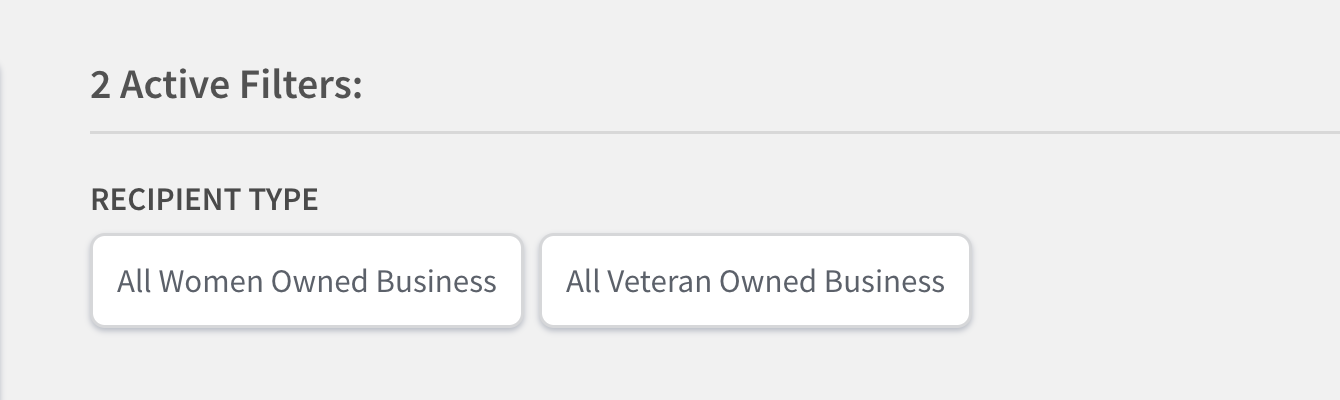 2 Active Filters:
RECIPIENT TYPE
All Women Owned Business All Veteran Owned Business